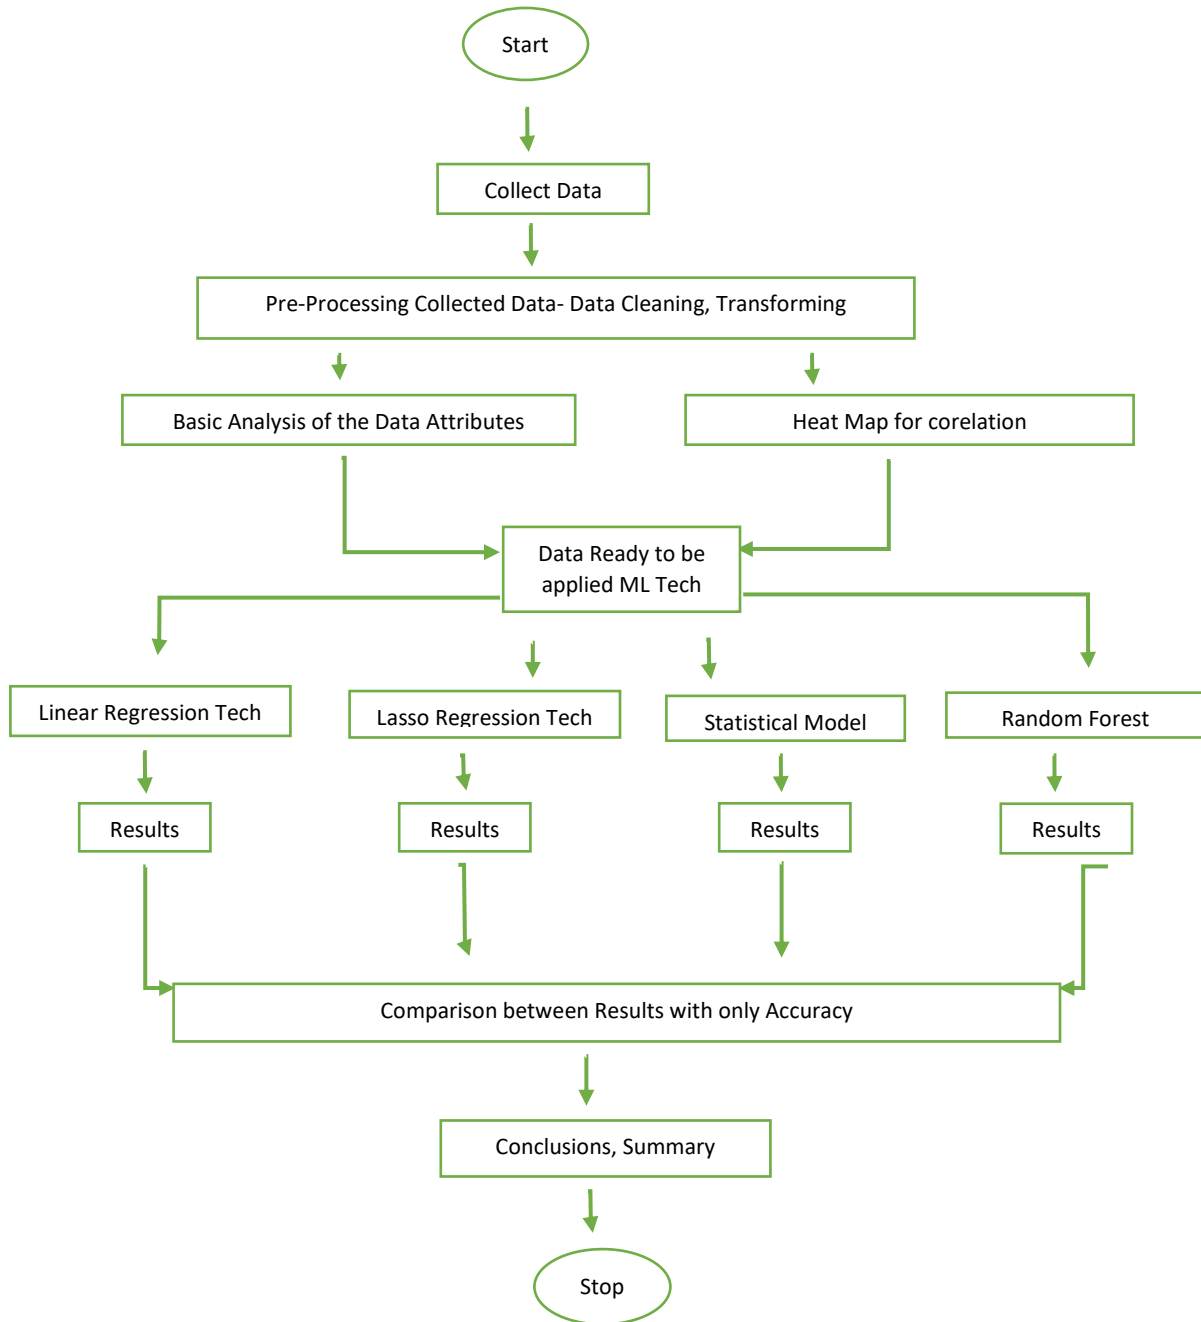 Start
Collect Data
Pre-Processing Collected Data- Data Cleaning, Transforming
Basic Analysis of the Data Attributes
Heat Map for corelation
Data Ready to be
applied ML Tech
Linear Regression Tech
Lasso Regression Tech
Statistical Model
Random Forest
Results
Results
Results
Results
Comparison between Results with only Accuracy
Conclusions, Summary
Stop